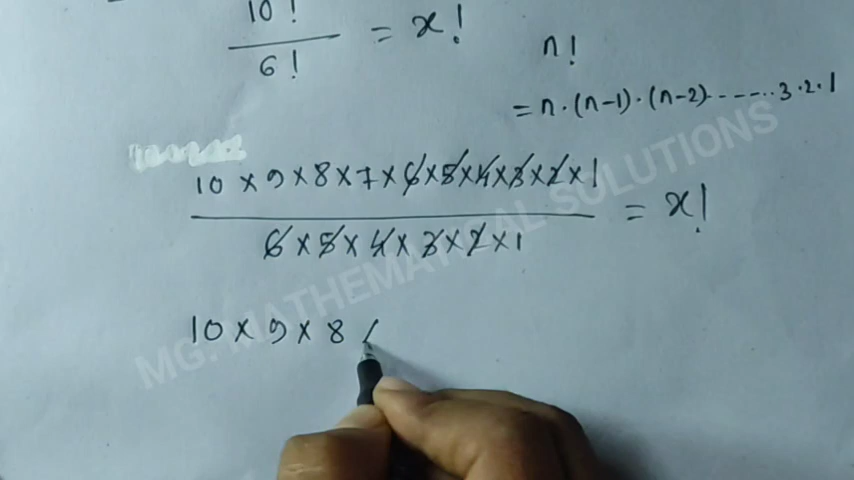 10!
6!
= x!
n!
= n·(n-1)·(n-2)------·3·2·1
10 × 9 × 8 × 7 × 6 × 5 × 4 × 3 × 2 × 1
6 × 5 × 4 × 3 × 2 × 1
= x!
10 × 9 × 8
MG. MATHEMATICAL SOLUTIONS